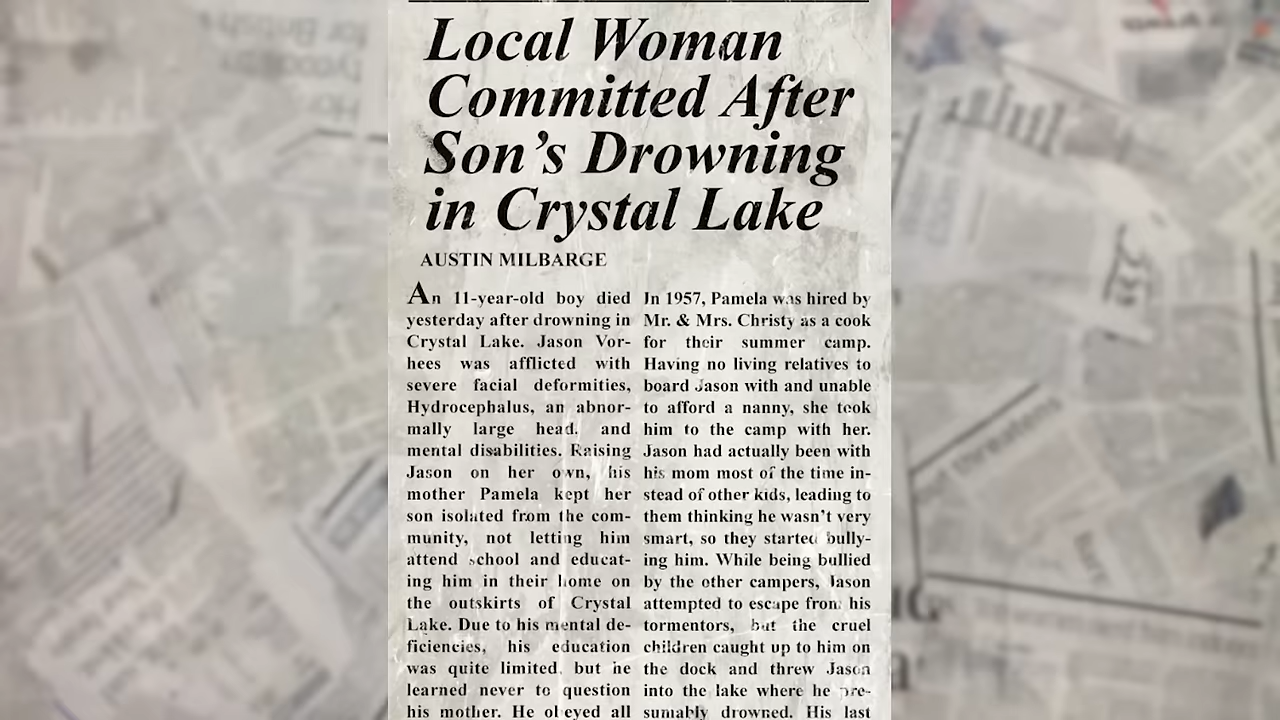 Local Woman
Committed After
Son's Drowning
in Crystal Lake
AUSTIN MILBARGE
An 11-year-old boy died
yesterday after drowning in
Crystal Lake. Jason Vor-
hees was afflicted with
severe facial deformities,
Hydrocephalus, an abnor-
mally large head, and
mental disabilities. Raising
Jason on her own, his
mother Pamela kept her
son isolated from the com-
munity, not letting him
attend school and educat-
ing him in their home on
the outskirts of Crystal
Lake. Due to his mental de-
ficiencies, his education
was quite limited, but he
learned never to question
his mother. He obeyed all
In 1957, Pamela was hired by
Mr. & Mrs. Christy as a cook
for their summer camp.
Having no living relatives to
board Jason with and unable
to afford a nanny, she took
him to the camp with her.
Jason had actually been with
his mom most of the time in-
stead of other kids, leading to
them thinking he wasn't very
smart, so they started bully-
ing him. While being bullied
by the other campers, Jason
attempted to escape from his
tormentors, but the cruel
children caught up to him on
the dock and threw Jason
into the lake where he pre-
sumably drowned. His last
threatens